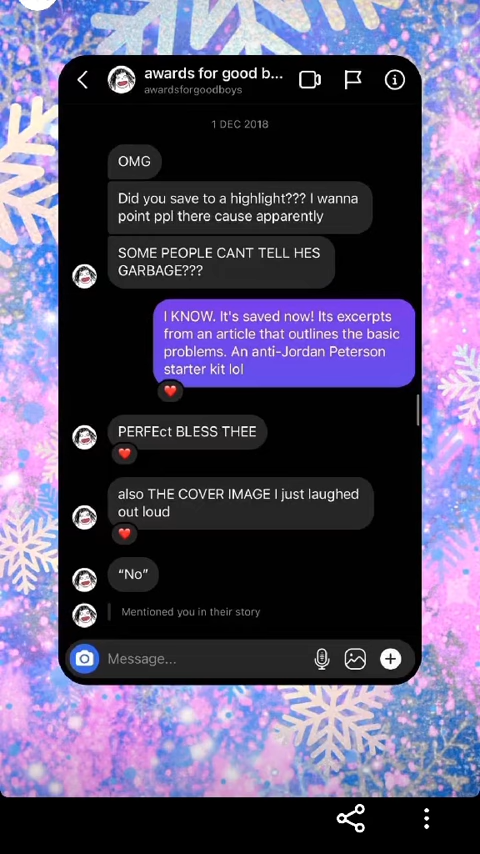 awards for good b...
awardsforgoodboys
1 DEC 2018
OMG
Did you save to a highlight??? I wanna
point ppl there cause apparently
SOME PEOPLE CANT TELL HES
GARBAGE???
I KNOW. It's saved now! Its excerpts
from an article that outlines the basic
problems. An anti-Jordan Peterson
starter kit lol
PERFEct BLESS THEE
also THE COVER IMAGE I just laughed
out loud
“No”
Mentioned you in their story
Message...